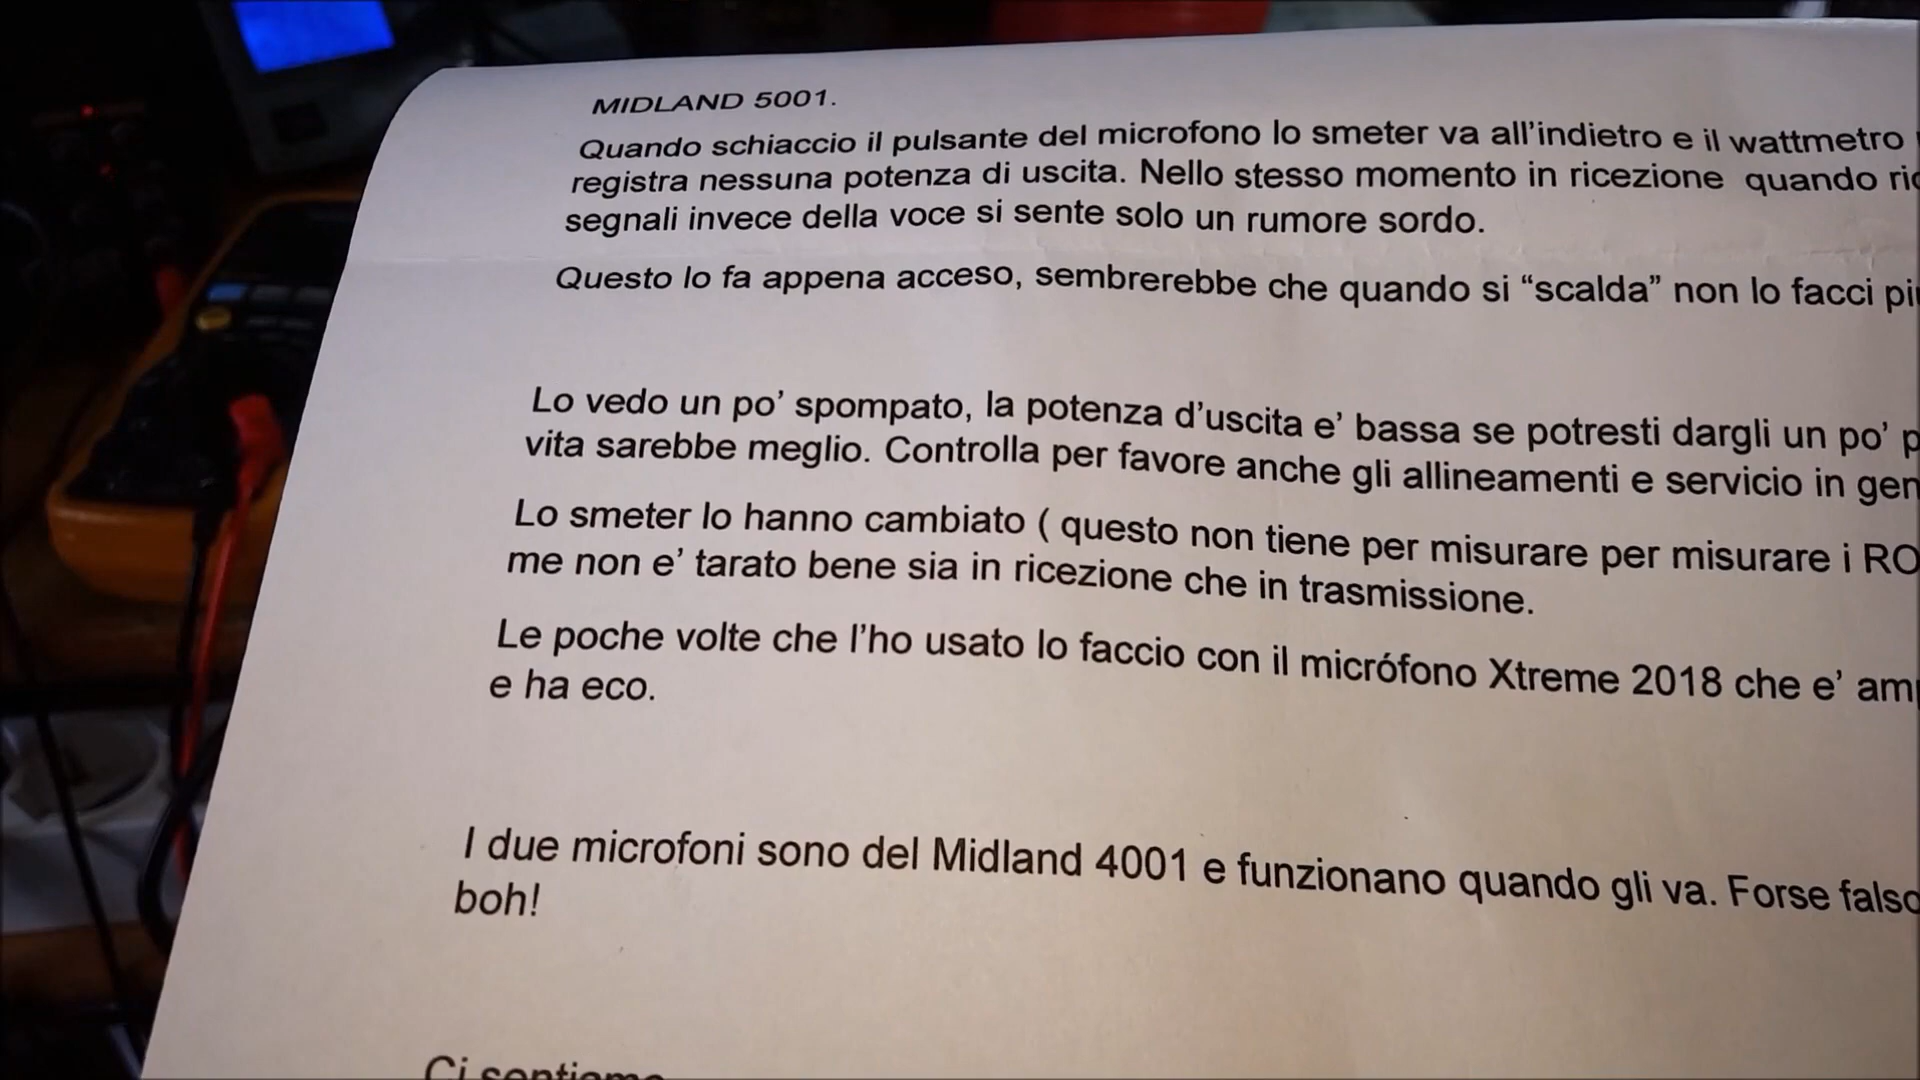 MIDLAND 5001.
Quando schiaccio il pulsante del microfono lo smeter va all'indietro e il wattmetro
registra nessuna potenza di uscita. Nello stesso momento in ricezione quando
segnali invece della voce si sente solo un rumore sordo.
Questo lo fa appena acceso, sembrerebbe che quando si “scalda” non lo facci
Lo vedo un po’ spompato, la potenza d’uscita e’ bassa se potresti dargli un po’
vita sarebbe meglio. Controlla per favore anche gli allineamenti e servicio in
Lo smeter lo hanno cambiato ( questo non tiene per misurare per misurare i
me non e’ tarato bene sia in ricezione che in trasmissione.
Le poche volte che l’ho usato lo faccio con il micrófono Xtreme 2018 che e’
e ha eco.
I due microfoni sono del Midland 4001 e funzionano quando gli va. Forse
boh!
Ci sentiamo